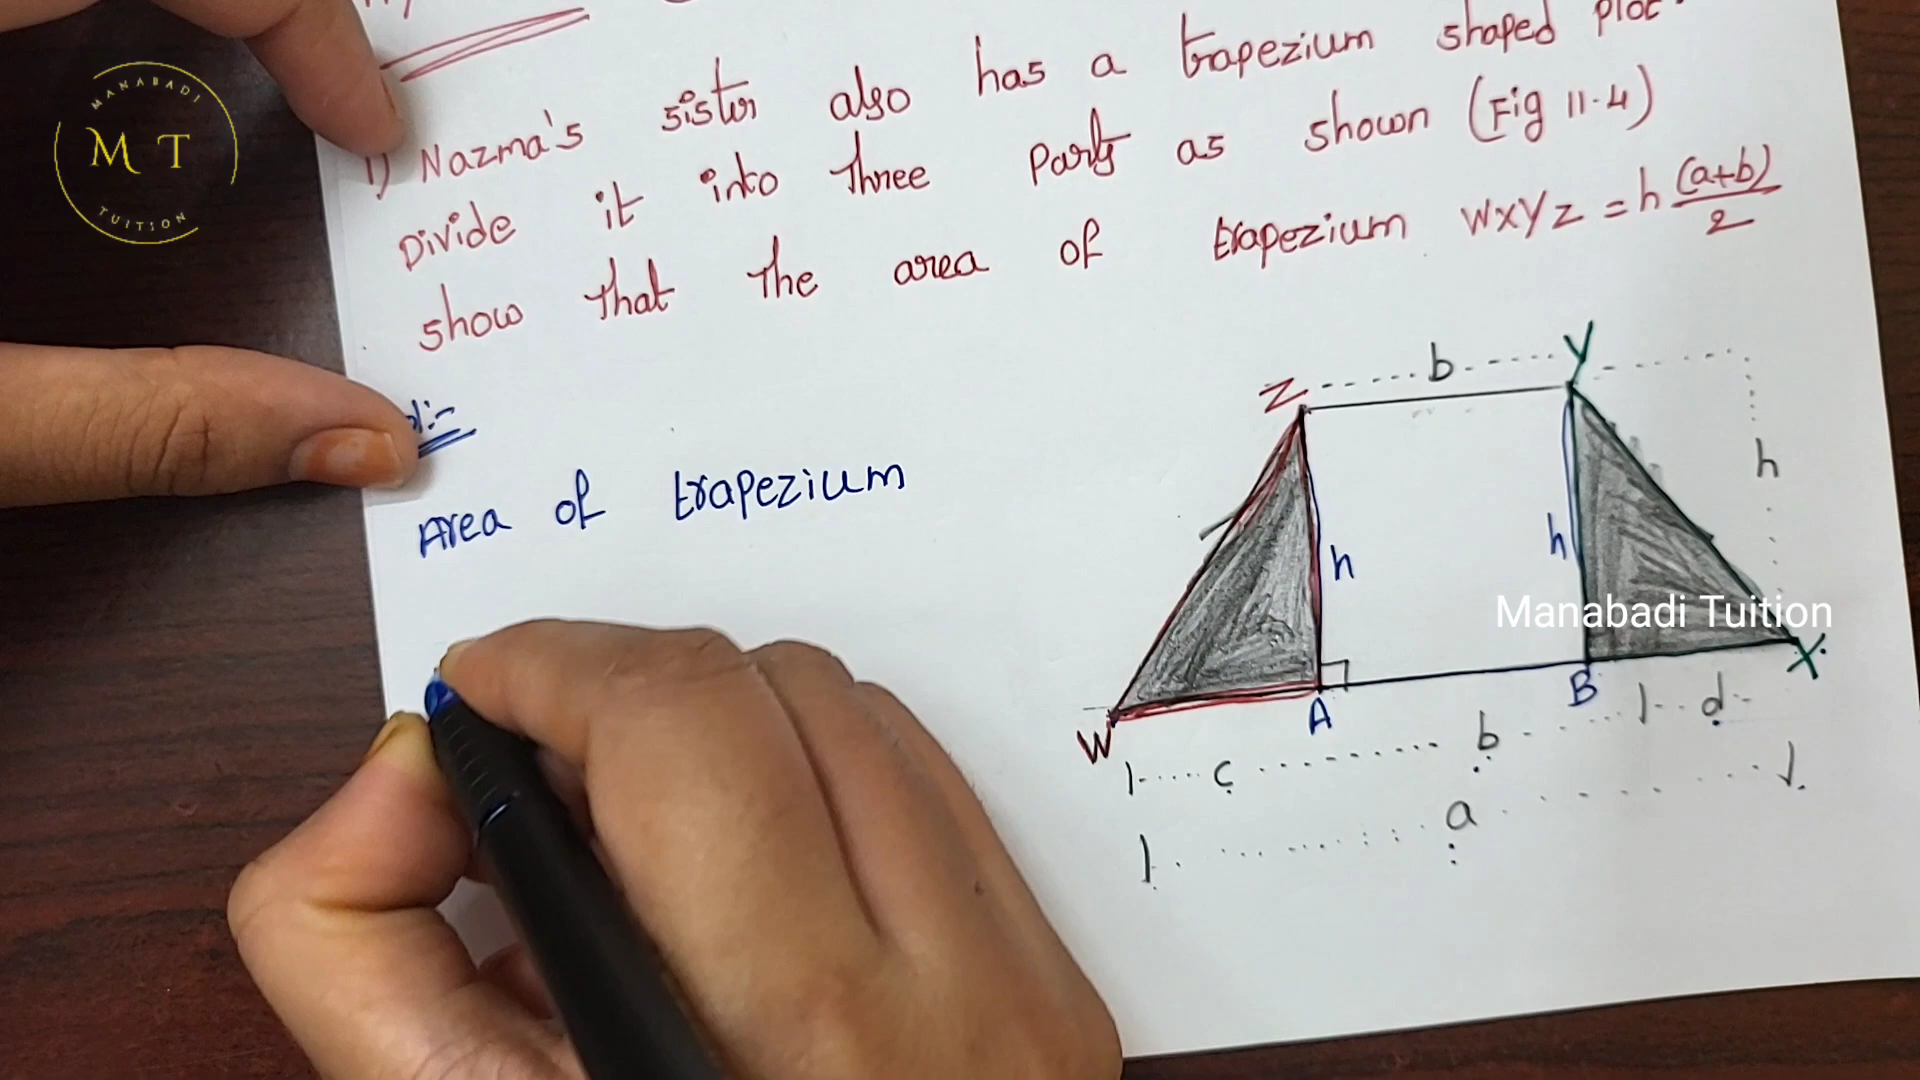 MANABADI
M T
TUITION
1) Nazma's sister also has a trapezium shaped plot.
Divide it into three parts as shown (Fig 11.4)
show that the area of trapezium WXYZ = h (a+b)/2
Area of trapezium
Z b Y
h
h
h
Manabadi Tuition
X
W A B
c b d
a